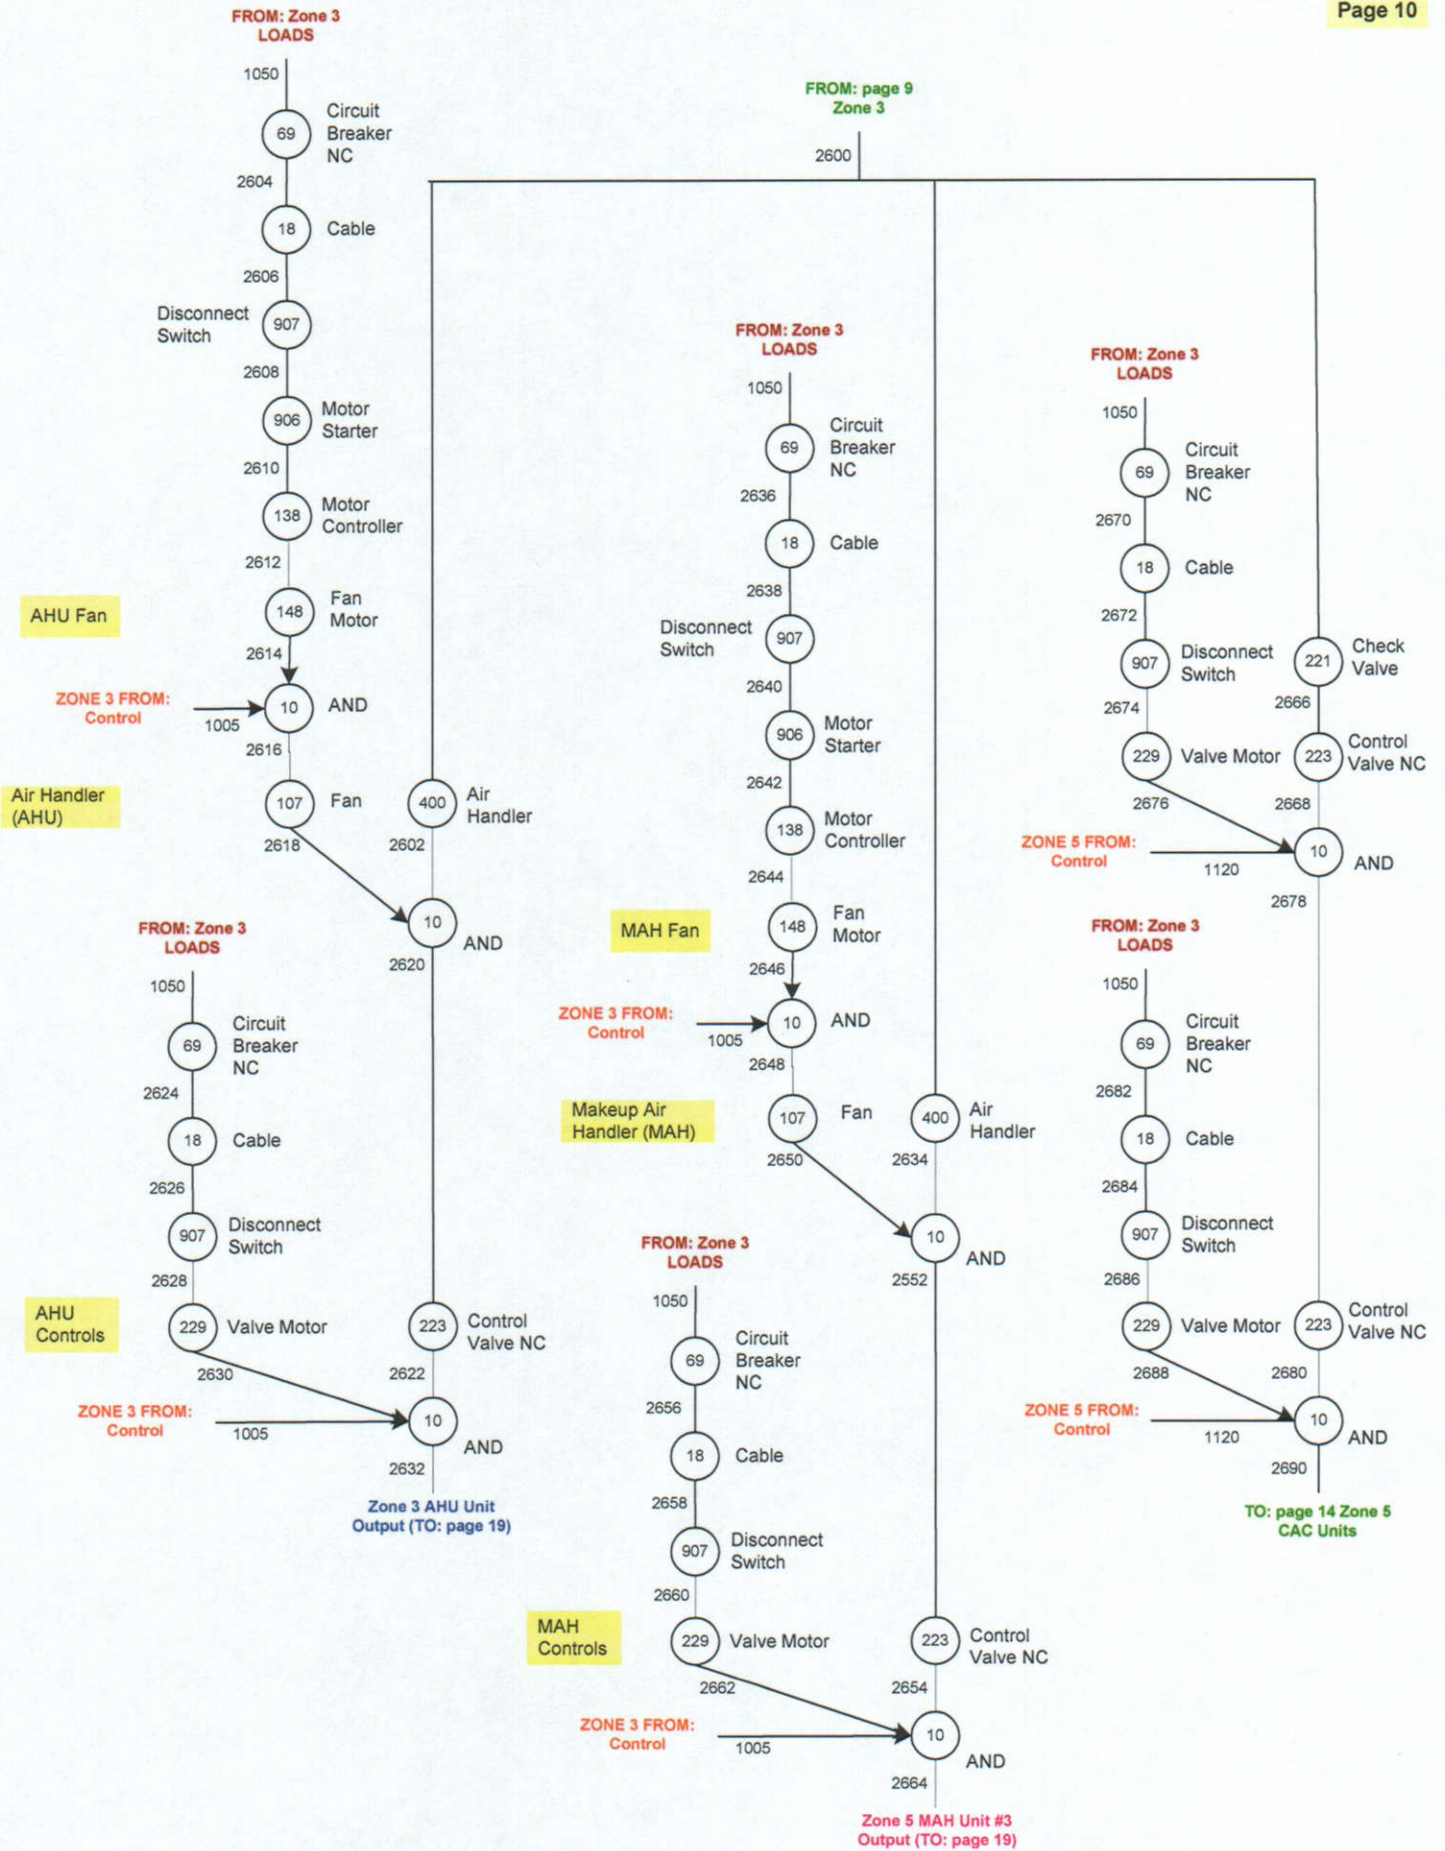 Page 10
FROM: Zone 3
LOADS
1050
69
Circuit
Breaker
NC
2604
18
Cable
2606
Disconnect
Switch
907
2608
906
Motor
Starter
2610
138
Motor
Controller
2612
AHU Fan
148
Fan
Motor
2614
ZONE 3 FROM:
Control
1005
10
AND
2616
Air Handler
(AHU)
107
Fan
2618
400
Air
Handler
2602
10
AND
2620
FROM: Zone 3
LOADS
1050
69
Circuit
Breaker
NC
2624
18
Cable
2626
907
Disconnect
Switch
2628
AHU
Controls
229
Valve Motor
2630
223
Control
Valve NC
2622
ZONE 3 FROM:
Control
1005
10
AND
2632
Zone 3 AHU Unit
Output (TO: page 19)
FROM: page 9
Zone 3
2600
FROM: Zone 3
LOADS
1050
69
Circuit
Breaker
NC
2636
18
Cable
2638
Disconnect
Switch
907
2640
906
Motor
Starter
2642
138
Motor
Controller
2644
MAH Fan
148
Fan
Motor
2646
ZONE 3 FROM:
Control
1005
10
AND
2648
Makeup Air
Handler (MAH)
107
Fan
2650
400
Air
Handler
2634
10
AND
2552
FROM: Zone 3
LOADS
1050
69
Circuit
Breaker
NC
2656
18
Cable
2658
907
Disconnect
Switch
2660
MAH
Controls
229
Valve Motor
2662
223
Control
Valve NC
2654
ZONE 3 FROM:
Control
1005
10
AND
2664
Zone 5 MAH Unit #3
Output (TO: page 19)
FROM: Zone 3
LOADS
1050
69
Circuit
Breaker
NC
2670
18
Cable
2672
907
Disconnect
Switch
2674
229
Valve Motor
2676
221
Check
Valve
2666
223
Control
Valve NC
2668
ZONE 5 FROM:
Control
1120
10
AND
2678
FROM: Zone 3
LOADS
1050
69
Circuit
Breaker
NC
2682
18
Cable
2684
907
Disconnect
Switch
2686
229
Valve Motor
2688
223
Control
Valve NC
2680
ZONE 5 FROM:
Control
1120
10
AND
2690
TO: page 14 Zone 5
CAC Units